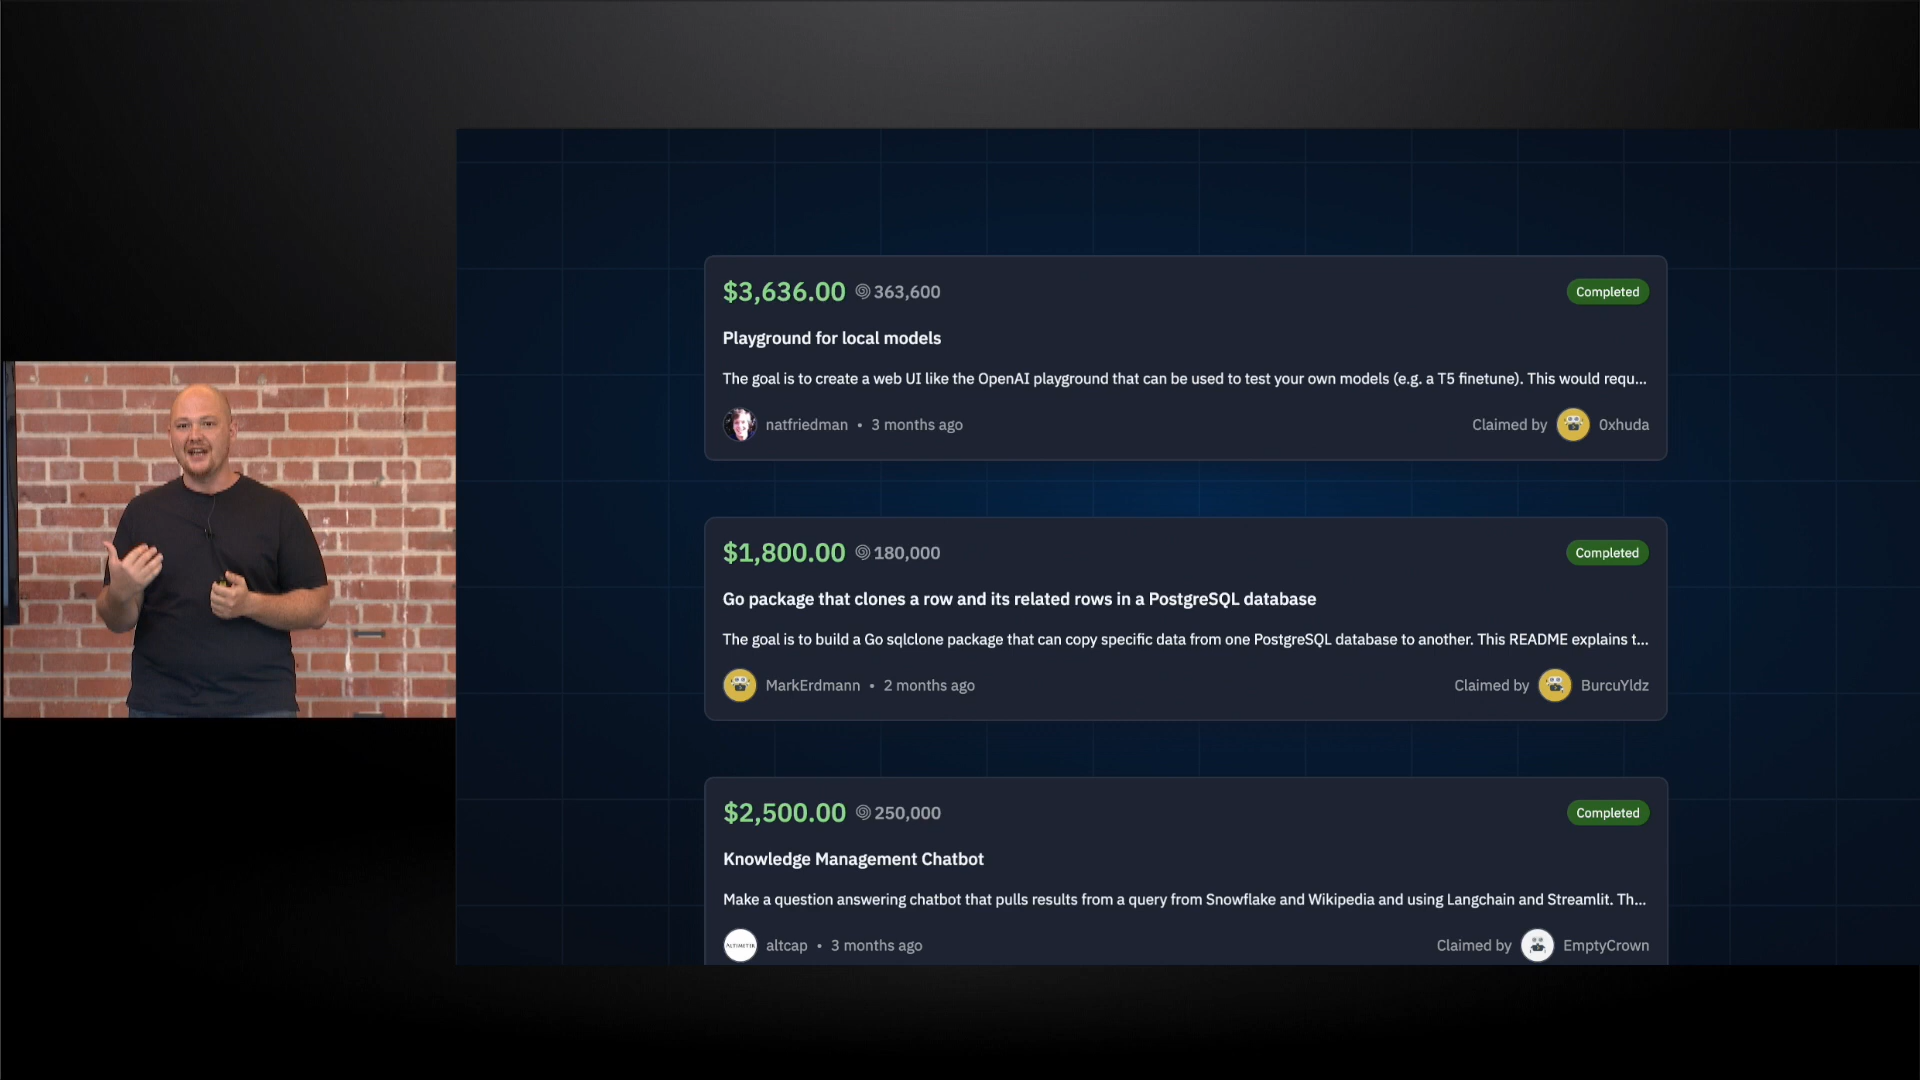 $3,636.00 363,600 Completed
Playground for local models
The goal is to create a web UI like the OpenAI playground that can be used to test your own models (e.g. a T5 finetune). This would requ...
natfriedman • 3 months ago Claimed by 0xhuda
$1,800.00 180,000 Completed
Go package that clones a row and its related rows in a PostgreSQL database
The goal is to build a Go sqlclone package that can copy specific data from one PostgreSQL database to another. This README explains t...
MarkErdmann • 2 months ago Claimed by BurcuYldz
$2,500.00 250,000 Completed
Knowledge Management Chatbot
Make a question answering chatbot that pulls results from a query from Snowflake and Wikipedia and using Langchain and Streamlit. Th...
ALTIMETER altcap • 3 months ago Claimed by EmptyCrown